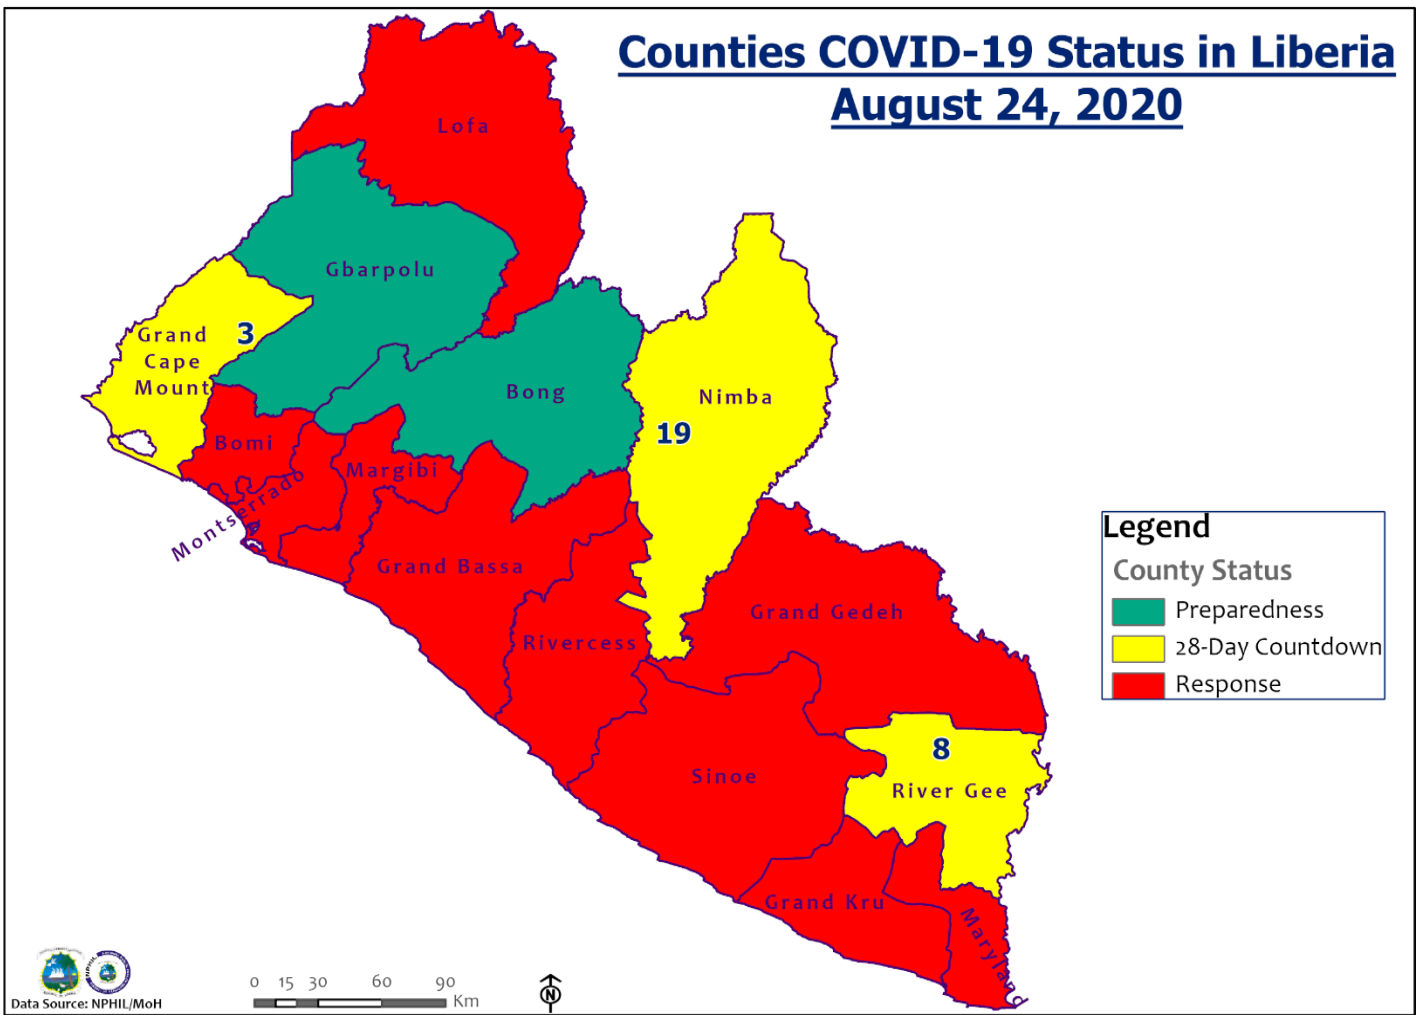 Counties COVID-19 Status in Liberia
August 24, 2020
Lofa
Gbarpolu
Grand
Cape
Mount
3
Bong
Nimba
19
Bomi
Margibi
Montserrado
Grand Bassa
Rivercess
Grand Gedeh
Sinoe
8
River Gee
Grand Kru
Maryland
Legend
County Status
Preparedness
28-Day Countdown
Response
0 15 30 60 90
Km
N
NPHIL
Data Source: NPHIL/MoH